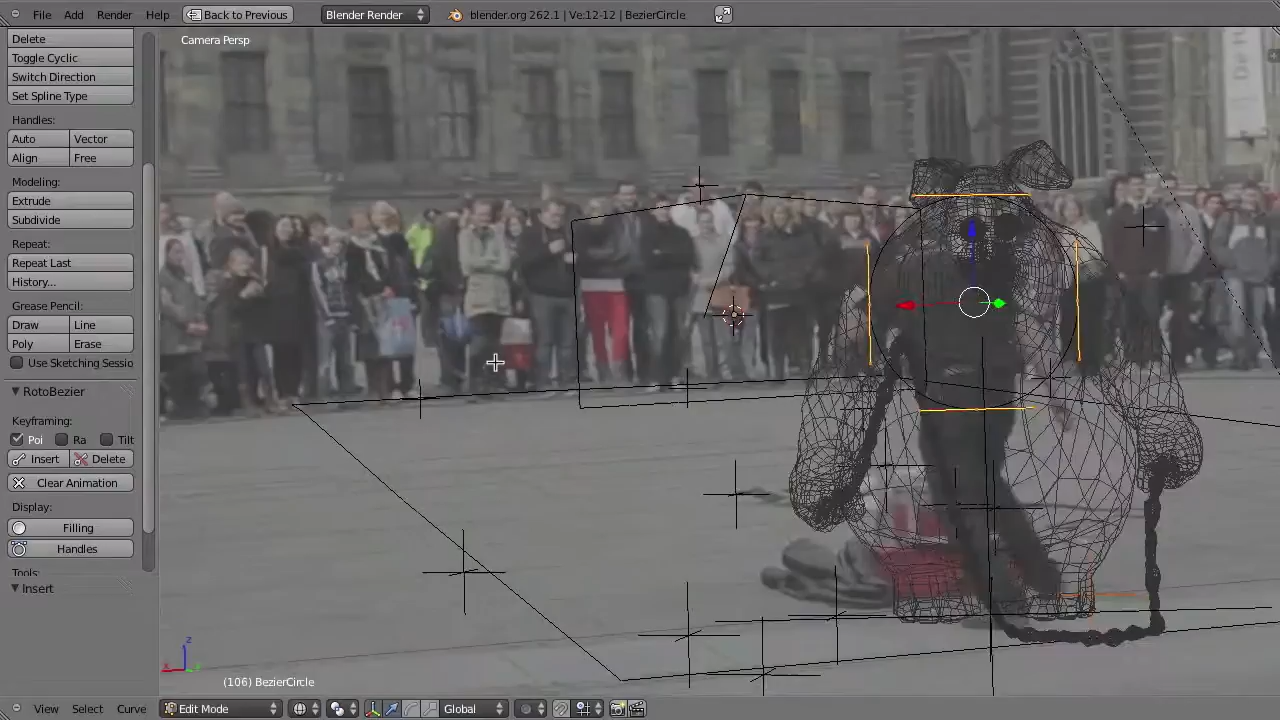 File Add Render Help Back to Previous Blender Render blender.org 262.1 | Ve:12-12 | BezierCircle
Camera Persp
Delete
Toggle Cyclic
Switch Direction
Set Spline Type
Handles:
Auto Vector
Align Free
Modeling:
Extrude
Subdivide
Repeat:
Repeat Last
History...
Grease Pencil:
Draw Line
Poly Erase
Use Sketching Sessio
RotoBezier
Keyframing:
Poi Ra Tilt
Insert Delete
Clear Animation
Display:
Filling
Handles
Tools:
Insert
z
x y
(106) BezierCircle
View Select Curve Edit Mode Global